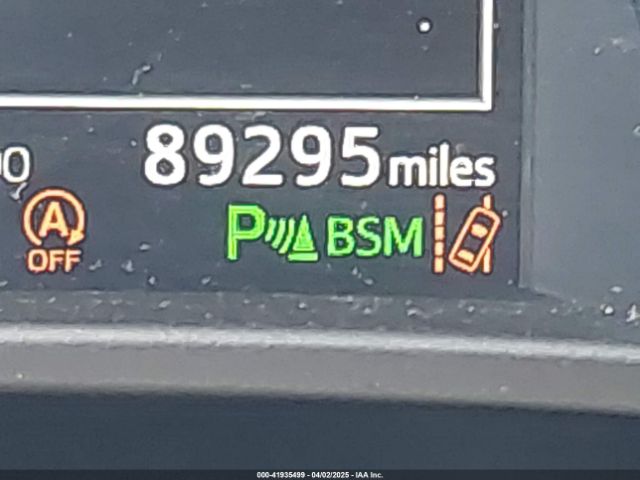 89295 miles
A
OFF
P BSM
000-41935499 - 04/02/2025 - IAA Inc.